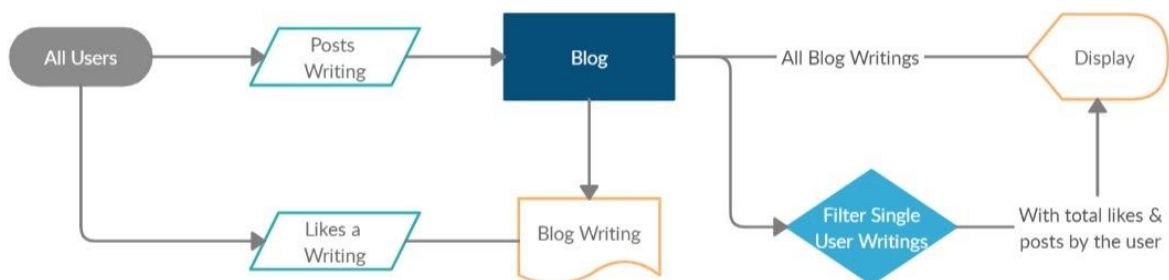 All Users
Posts
Writing
Blog
All Blog Writings
Display
Likes a
Writing
Blog Writing
Filter Single
User Writings
With total likes &
posts by the user